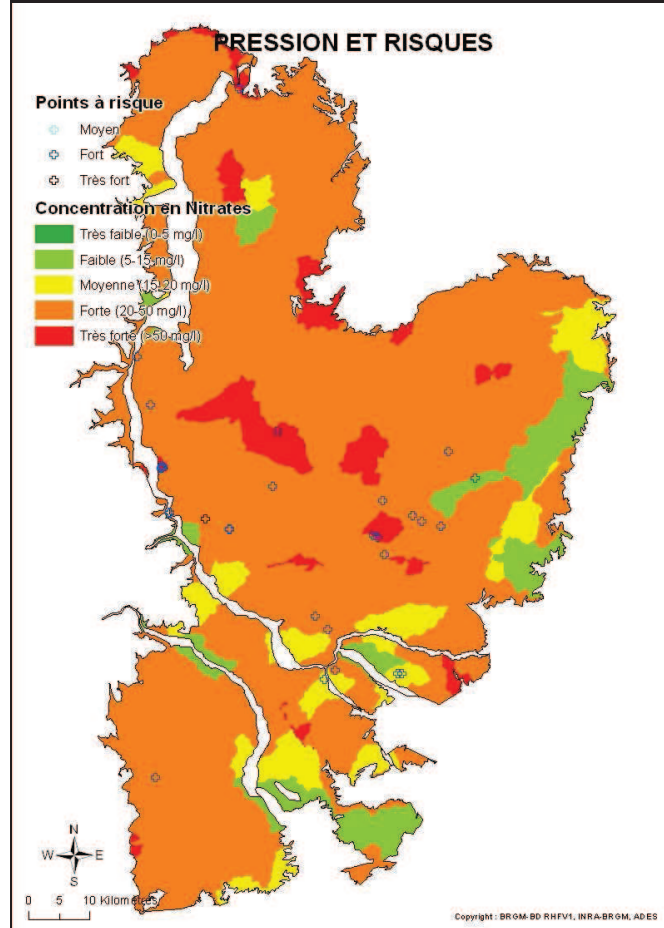 PRESSION ET RISQUES
Points à risque
Moyen
Fort
Très fort
Concentration en Nitrates
Très faible (0-5 mg/l)
Faible (5-15 mg/l)
Moyenne (15-20 mg/l)
Forte (20-50 mg/l)
Très forte (>50 mg/l)
N
W E
S
0 5 10 Kilomètres
Copyright : BRGM-BD RHFV1, INRA-BRGM, ADES